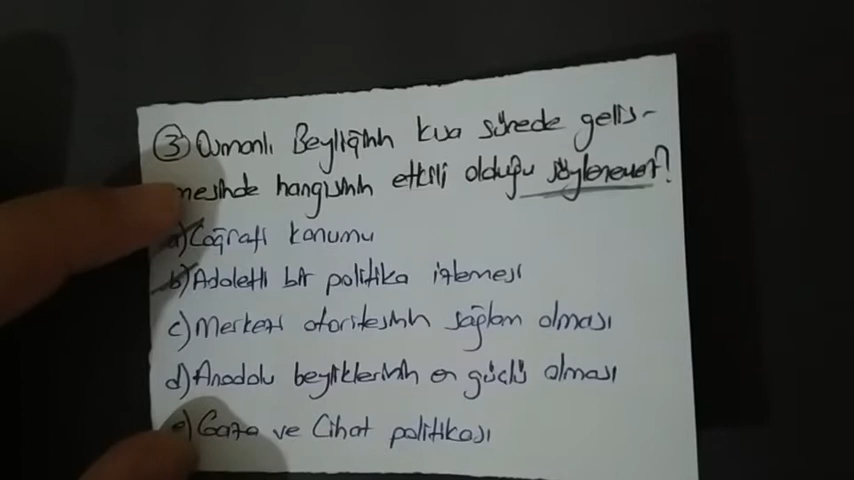 ③ Osmanlı Beyliğinin kısa sürede geliş-
mesinde hangisinin etkili olduğu söylenemez?
a) Coğrafi konumu
b) Adaletli bir politika izlemesi
c) Merkezi otoritesinin sağlam olması
d) Anadolu beyliklerinin en güçlü olması
e) Gaza ve Cihat politikası